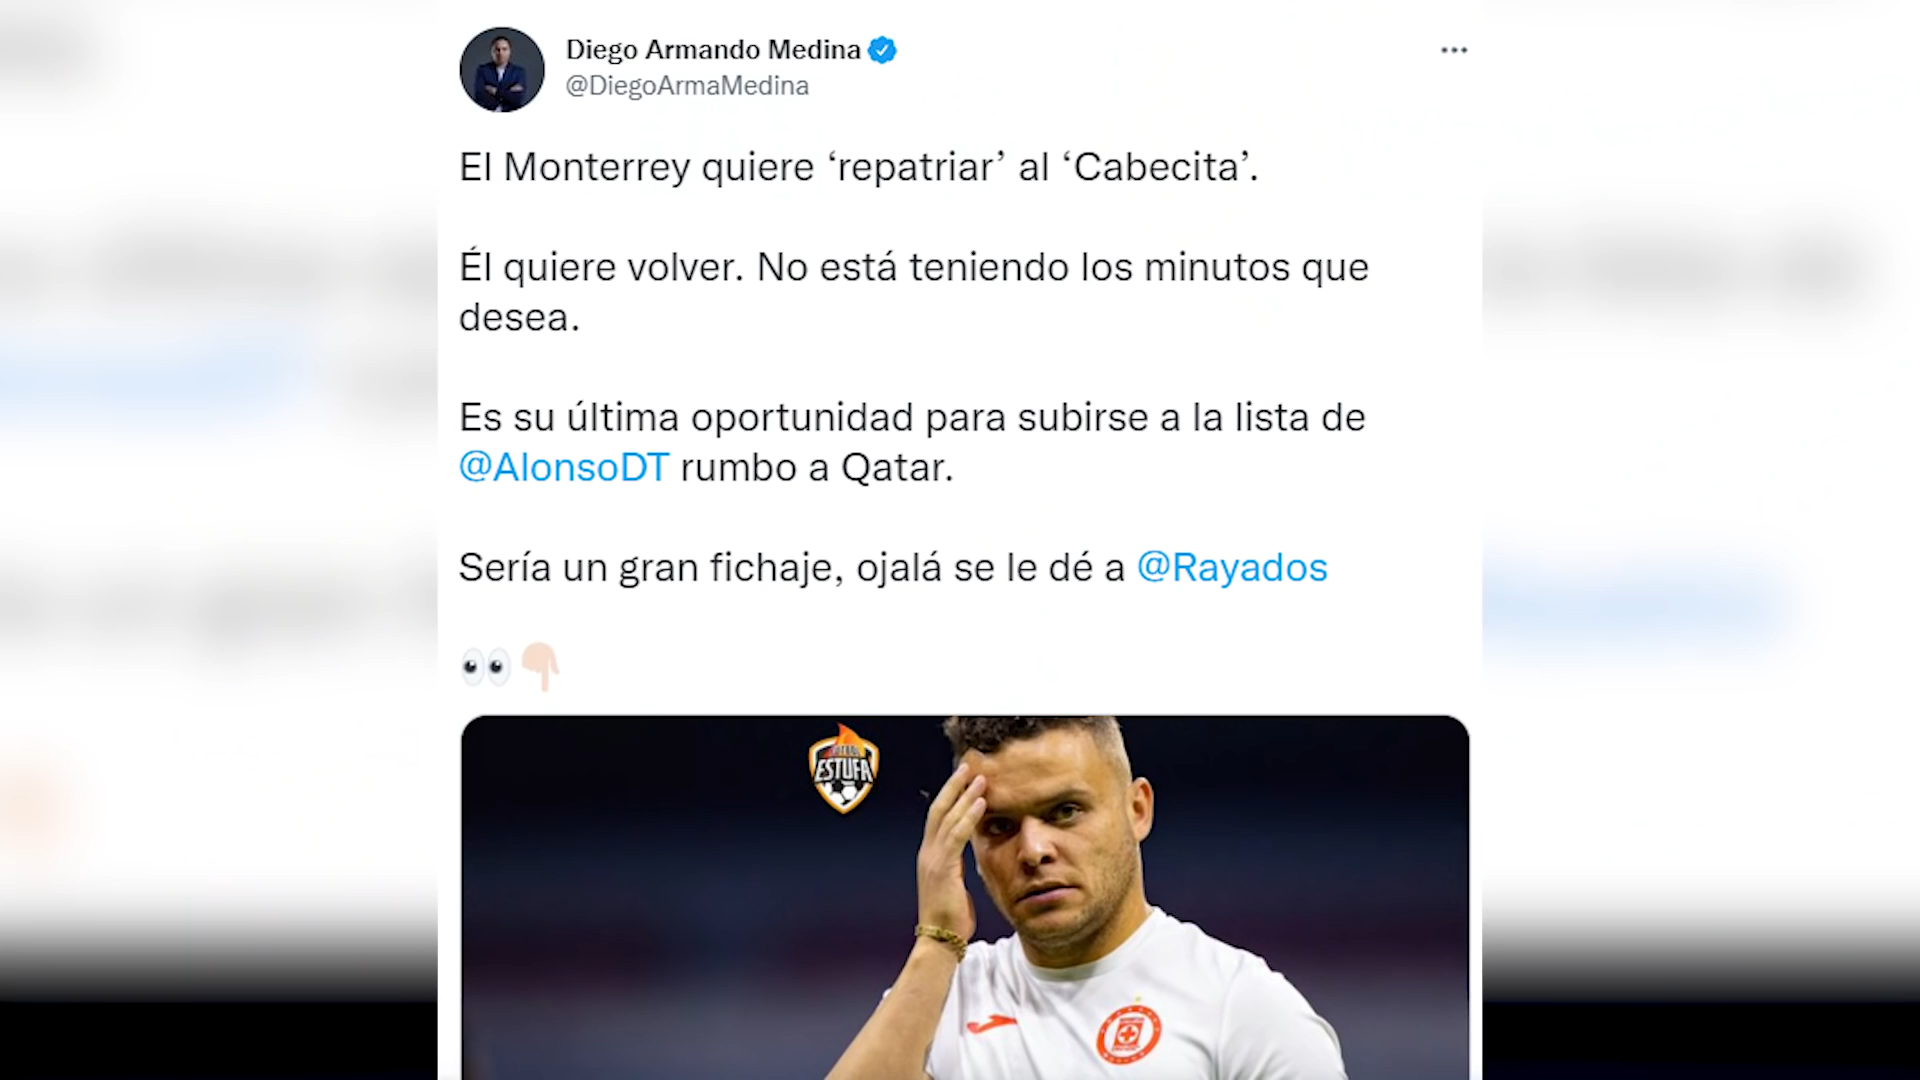 Diego Armando Medina
@DiegoArmaMedina
El Monterrey quiere ‘repatriar’ al ‘Cabecita’.
Él quiere volver. No está teniendo los minutos que
desea.
Es su última oportunidad para subirse a la lista de
@AlonsoDT rumbo a Qatar.
Sería un gran fichaje, ojalá se le dé a @Rayados
ESTUFA